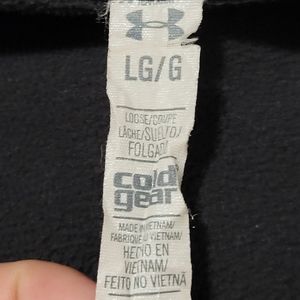 LG/G
LOOSE/COUPE
LÂCHE/SUELTO/
FOLGADO
cold
gear
MADE IN VIETNAM/
FABRIQUÉ AU VIETNAM/
HECHO EN
VIETNAM/
FEITO NO VIETNÃ